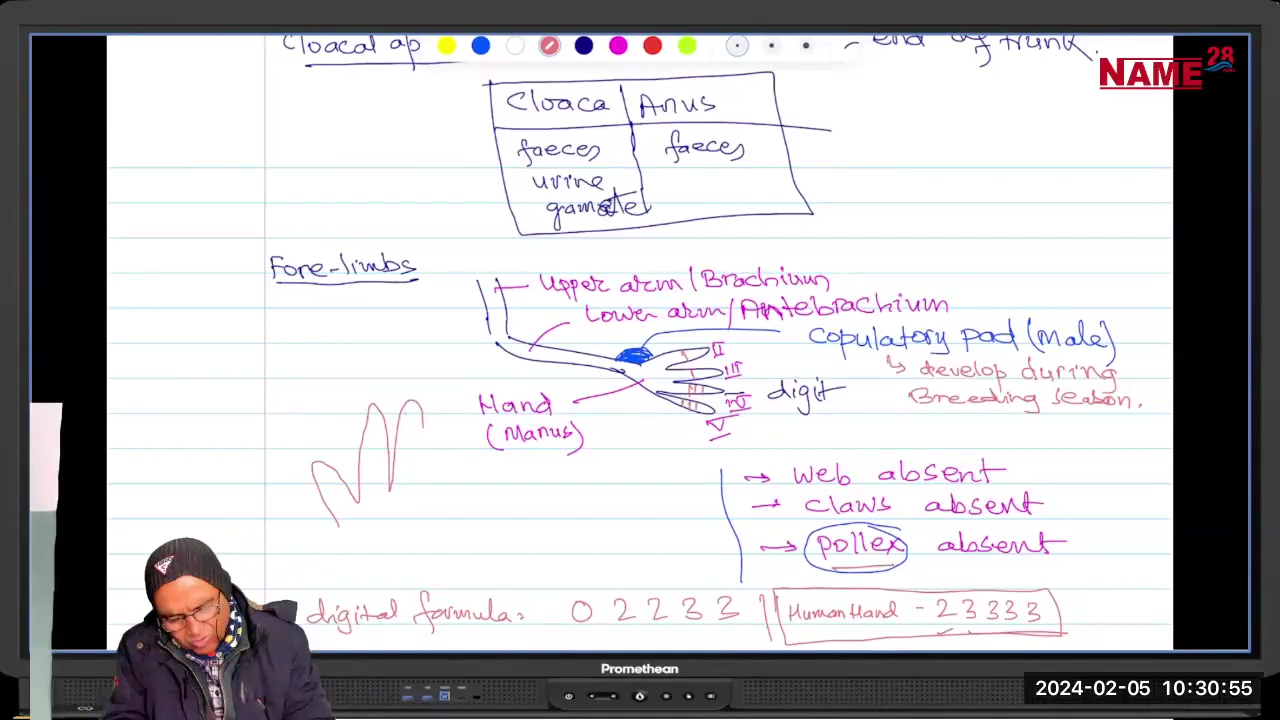 Cloacal ap
end of trunk.
NAME 28
Cloaca | Anus
faeces faeces
urine
gamete
Fore-limbs
Upper arm/Brachium
Lower arm/Antebrachium
copulatory pad (Male)
↳ develop during
Breeding season.
II
III
IV
V
digit
Hand
(Manus)
→ web absent
→ claws absent
→ pollex absent
digital formula: 0 2 2 3 3
Human Hand - 2 3 3 3 3
Promethean
2024-02-05 10:30:55